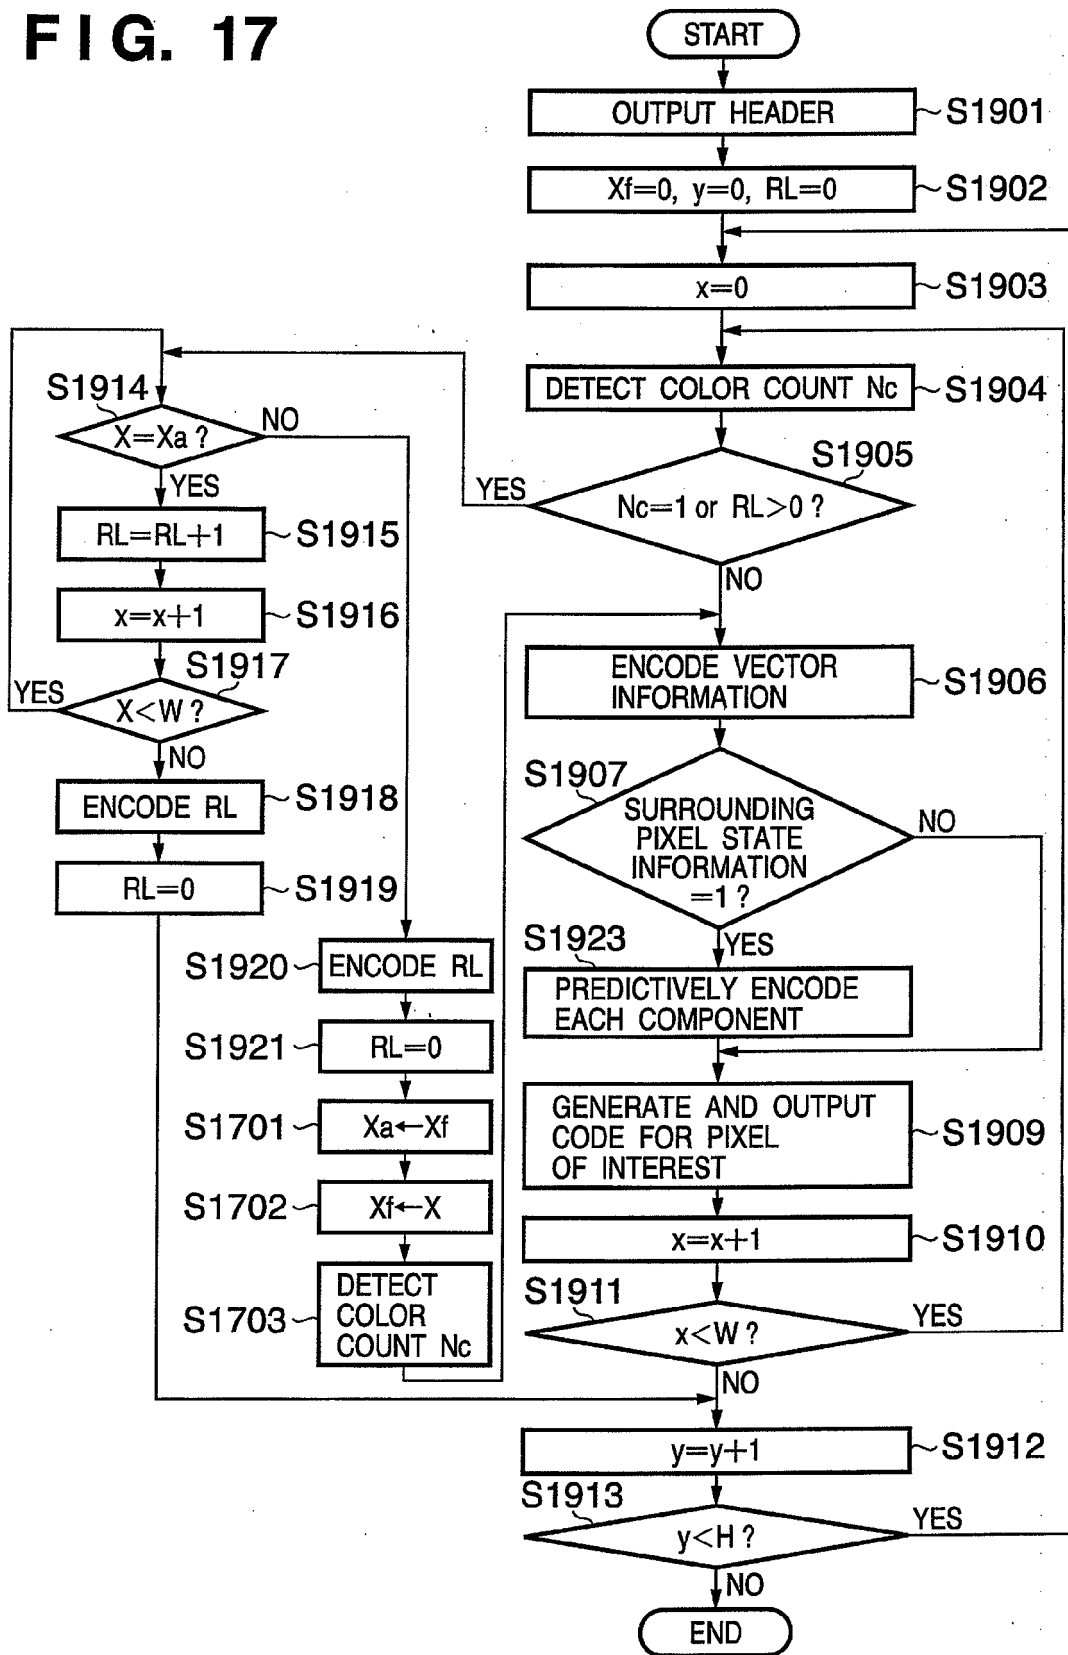 FIG. 17
START
OUTPUT HEADER
S1901
Xf=0, y=0, RL=0
S1902
x=0
S1903
DETECT COLOR COUNT Nc
S1904
S1905
Nc=1 or RL>0 ?
YES
NO
S1914
X=Xa ?
NO
YES
RL=RL+1
S1915
x=x+1
S1916
S1917
YES
X<W ?
NO
ENCODE RL
S1918
RL=0
S1919
S1920
ENCODE RL
S1921
RL=0
S1701
Xa←Xf
S1702
Xf←X
S1703
DETECT
COLOR
COUNT Nc
ENCODE VECTOR
INFORMATION
S1906
S1907
SURROUNDING
PIXEL STATE
INFORMATION
=1 ?
NO
YES
S1923
PREDICTIVELY ENCODE
EACH COMPONENT
GENERATE AND OUTPUT
CODE FOR PIXEL
OF INTEREST
S1909
x=x+1
S1910
S1911
x<W ?
YES
NO
y=y+1
S1912
S1913
y<H ?
YES
NO
END